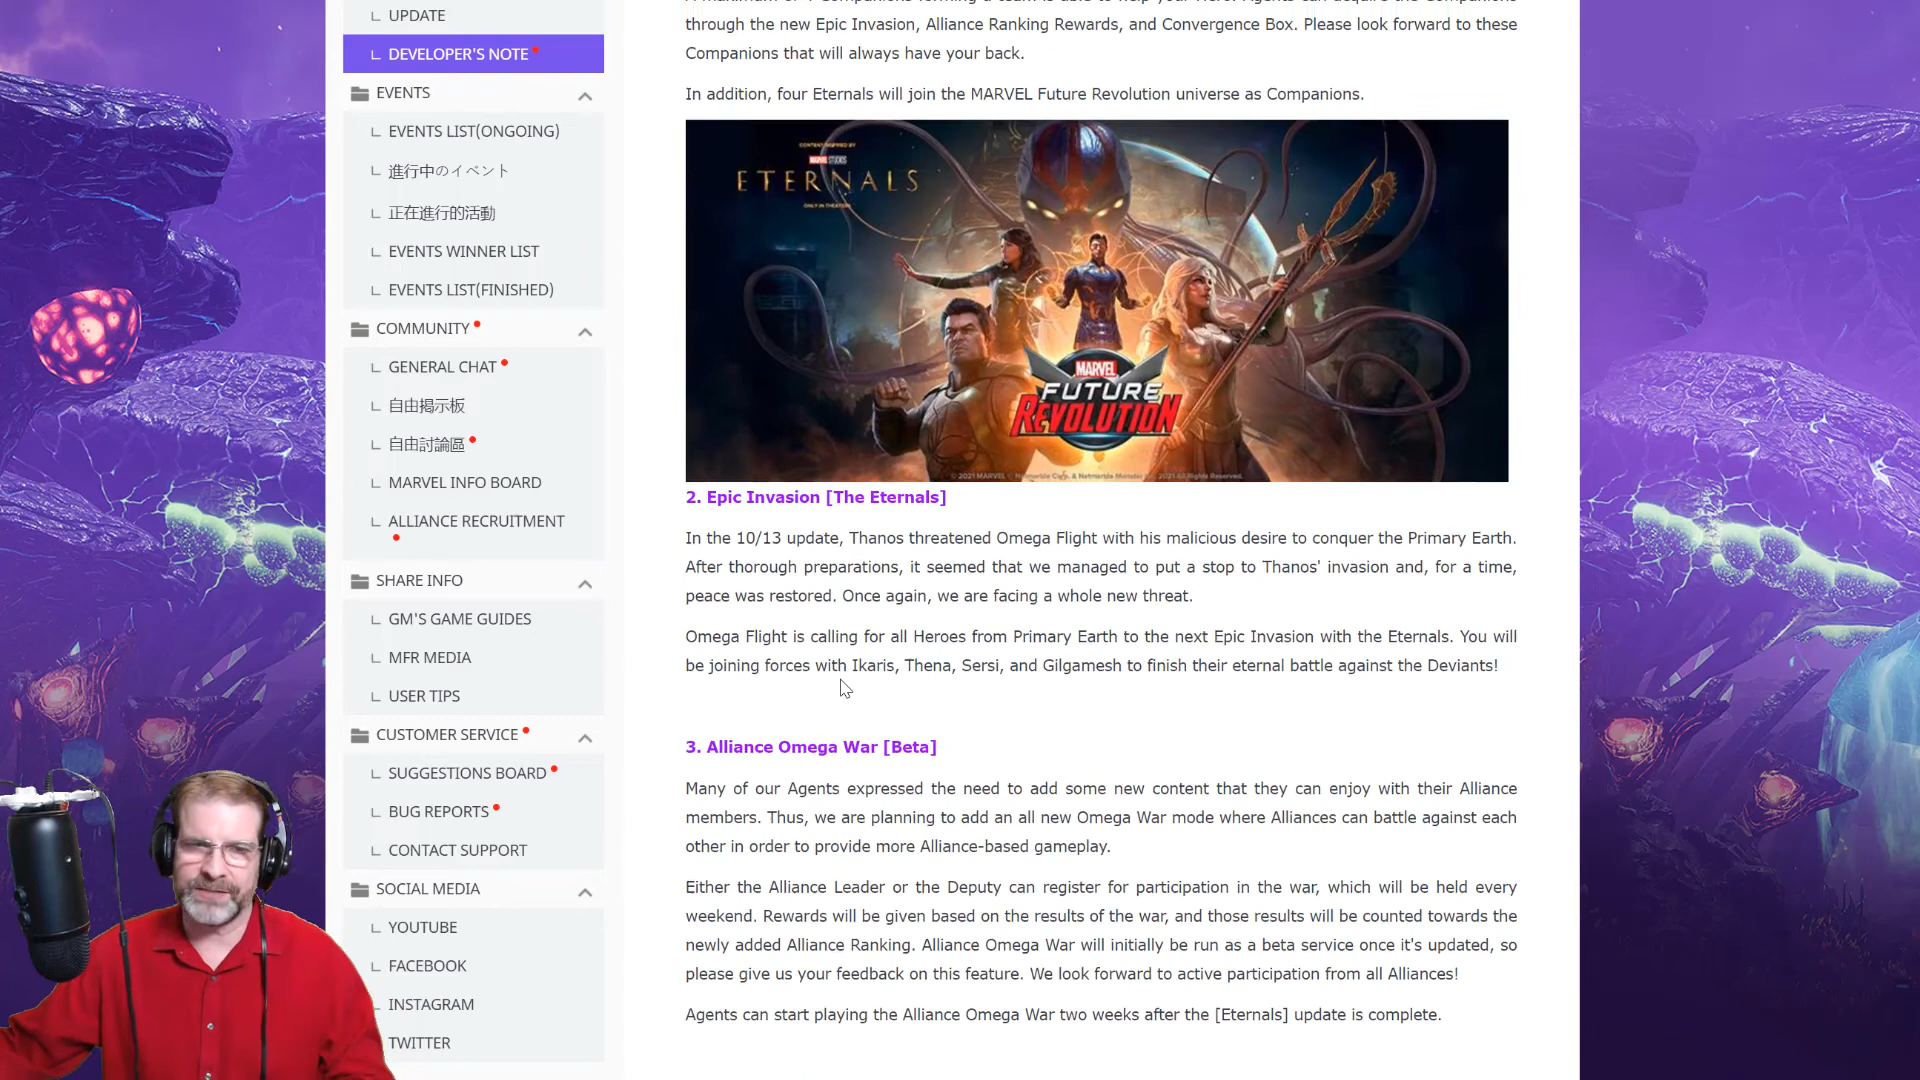 UPDATE
DEVELOPER'S NOTE
EVENTS
EVENTS LIST(ONGOING)
進行中のイベント
正在進行的活動
EVENTS WINNER LIST
EVENTS LIST(FINISHED)
COMMUNITY
GENERAL CHAT
自由掲示板
自由討論區
MARVEL INFO BOARD
ALLIANCE RECRUITMENT
SHARE INFO
GM'S GAME GUIDES
MFR MEDIA
USER TIPS
CUSTOMER SERVICE
SUGGESTIONS BOARD
BUG REPORTS
CONTACT SUPPORT
SOCIAL MEDIA
YOUTUBE
FACEBOOK
INSTAGRAM
TWITTER
through the new Epic Invasion, Alliance Ranking Rewards, and Convergence Box. Please look forward to these
Companions that will always have your back.
In addition, four Eternals will join the MARVEL Future Revolution universe as Companions.
CONTENT INSPIRED BY
MARVEL STUDIOS
ETERNALS
ONLY IN THEATERS
MARVEL
FUTURE
REVOLUTION
2. Epic Invasion [The Eternals]
In the 10/13 update, Thanos threatened Omega Flight with his malicious desire to conquer the Primary Earth.
After thorough preparations, it seemed that we managed to put a stop to Thanos' invasion and, for a time,
peace was restored. Once again, we are facing a whole new threat.
Omega Flight is calling for all Heroes from Primary Earth to the next Epic Invasion with the Eternals. You will
be joining forces with Ikaris, Thena, Sersi, and Gilgamesh to finish their eternal battle against the Deviants!
3. Alliance Omega War [Beta]
Many of our Agents expressed the need to add some new content that they can enjoy with their Alliance
members. Thus, we are planning to add an all new Omega War mode where Alliances can battle against each
other in order to provide more Alliance-based gameplay.
Either the Alliance Leader or the Deputy can register for participation in the war, which will be held every
weekend. Rewards will be given based on the results of the war, and those results will be counted towards the
newly added Alliance Ranking. Alliance Omega War will initially be run as a beta service once it's updated, so
please give us your feedback on this feature. We look forward to active participation from all Alliances!
Agents can start playing the Alliance Omega War two weeks after the [Eternals] update is complete.